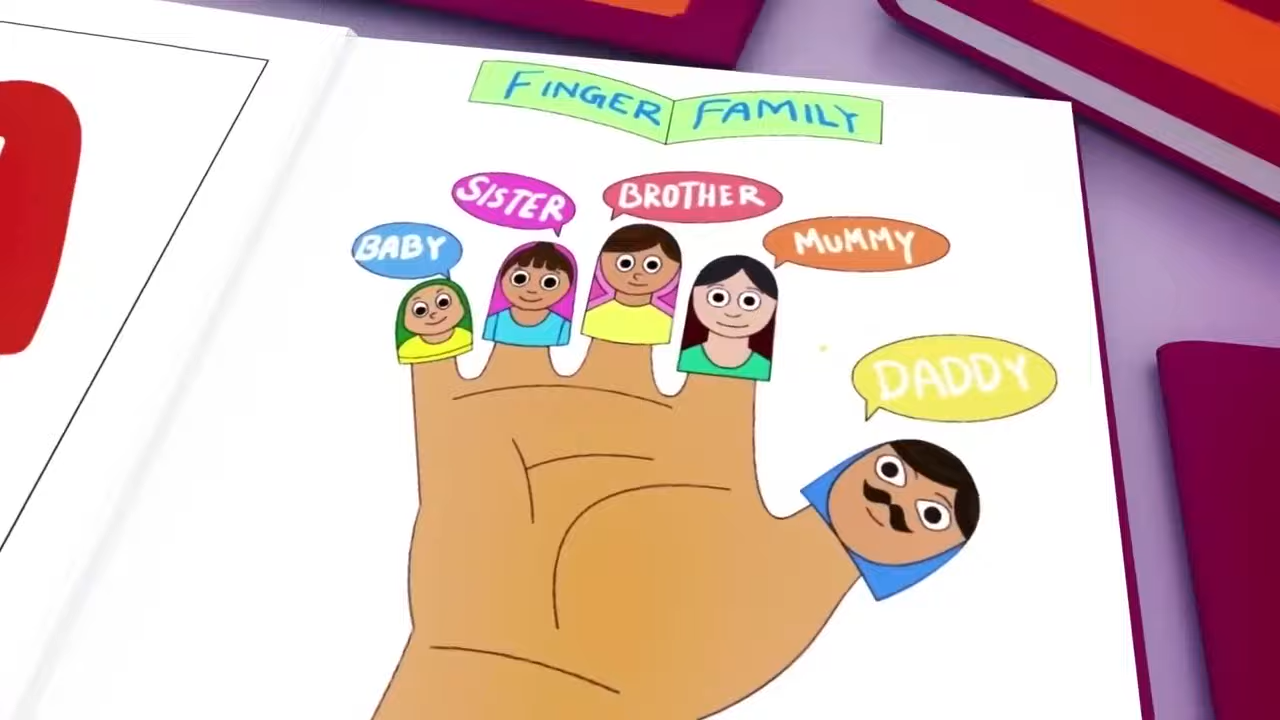 FINGER FAMILY
SISTER
BROTHER
BABY
MUMMY
DADDY